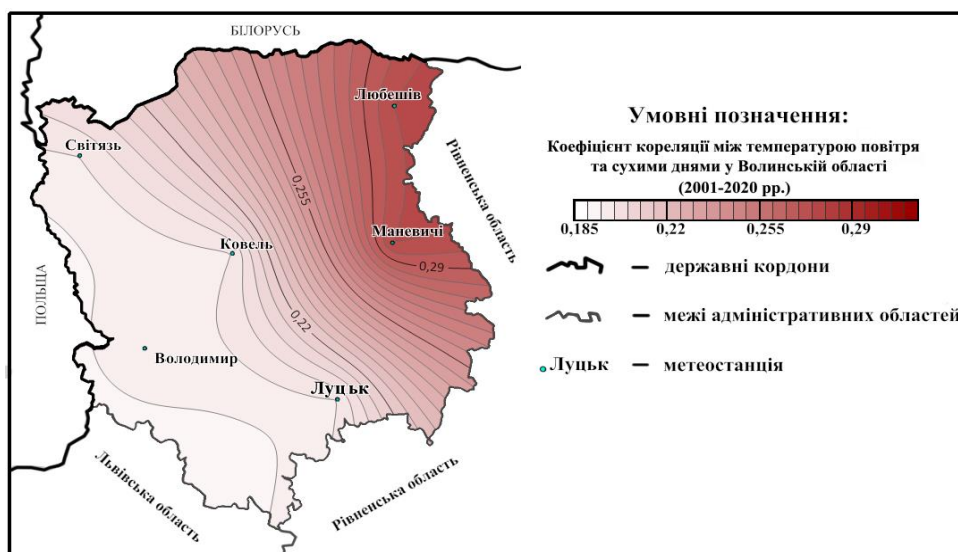 БІЛОРУСЬ
Любешів
Світязь
Рівненська область
0,255
Маневичі
Ковель
0,29
ПОЛЬЩА
0,22
Володимир
Луцьк
Львівська область
Рівненська область
Умовні позначення:
Коефіцієнт кореляції між температурою повітря
та сухими днями у Волинській області
(2001-2020 рр.)
0,185 0,22 0,255 0,29
– державні кордони
– межі адміністративних областей
Луцьк – метеостанція